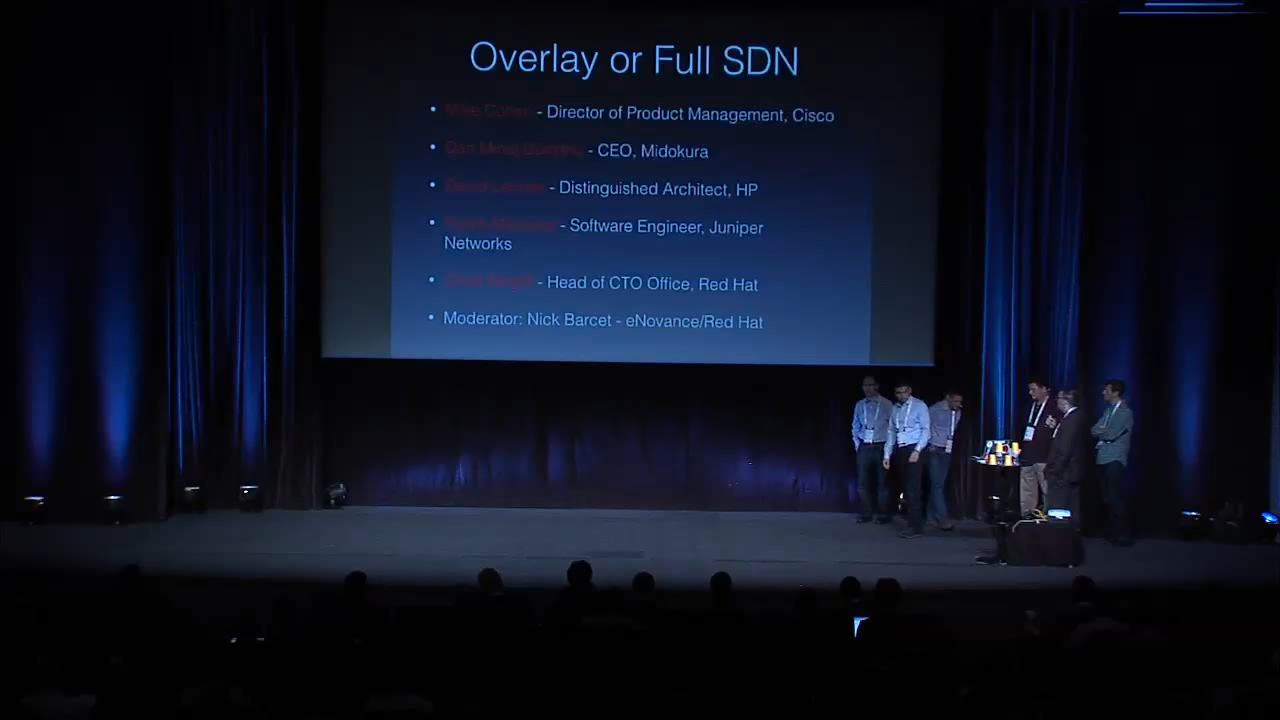 Overlay or Full SDN
• - Director of Product Management, Cisco
• - CEO, Midokura
• - Distinguished Architect, HP
• - Software Engineer, Juniper
Networks
• - Head of CTO Office, Red Hat
• Moderator: Nick Barcet - eNovance/Red Hat